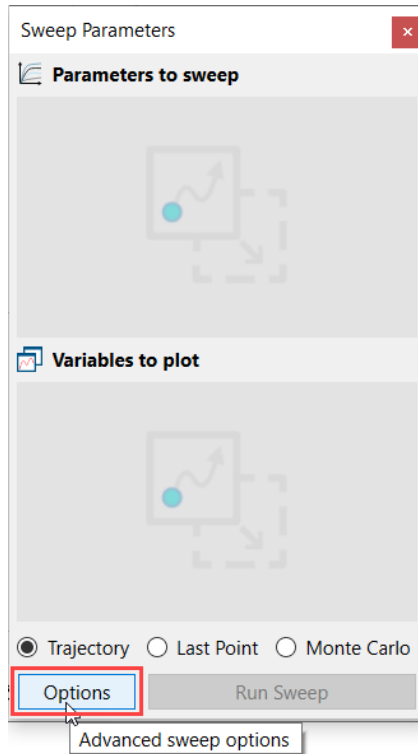 Sweep Parameters
Parameters to sweep
Variables to plot
Trajectory Last Point Monte Carlo
Options Run Sweep
Advanced sweep options